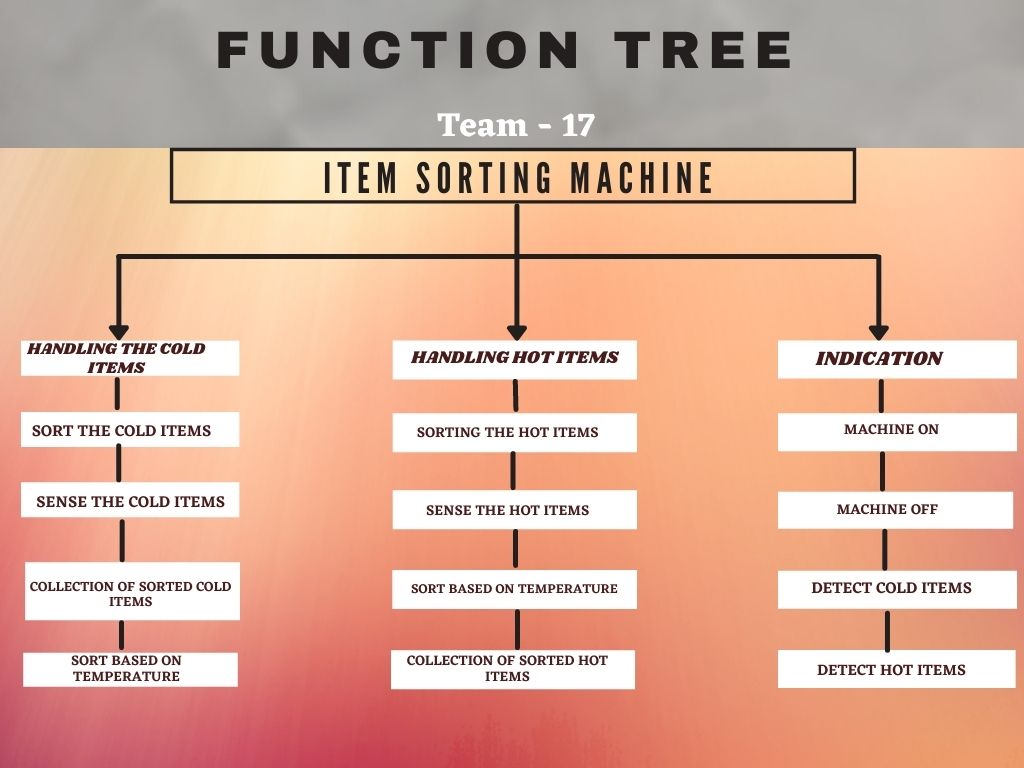 FUNCTION TREE
Team - 17
ITEM SORTING MACHINE
HANDLING THE COLD
ITEMS
SORT THE COLD ITEMS
SENSE THE COLD ITEMS
COLLECTION OF SORTED COLD
ITEMS
SORT BASED ON
TEMPERATURE
HANDLING HOT ITEMS
SORTING THE HOT ITEMS
SENSE THE HOT ITEMS
SORT BASED ON TEMPERATURE
COLLECTION OF SORTED HOT
ITEMS
INDICATION
MACHINE ON
MACHINE OFF
DETECT COLD ITEMS
DETECT HOT ITEMS